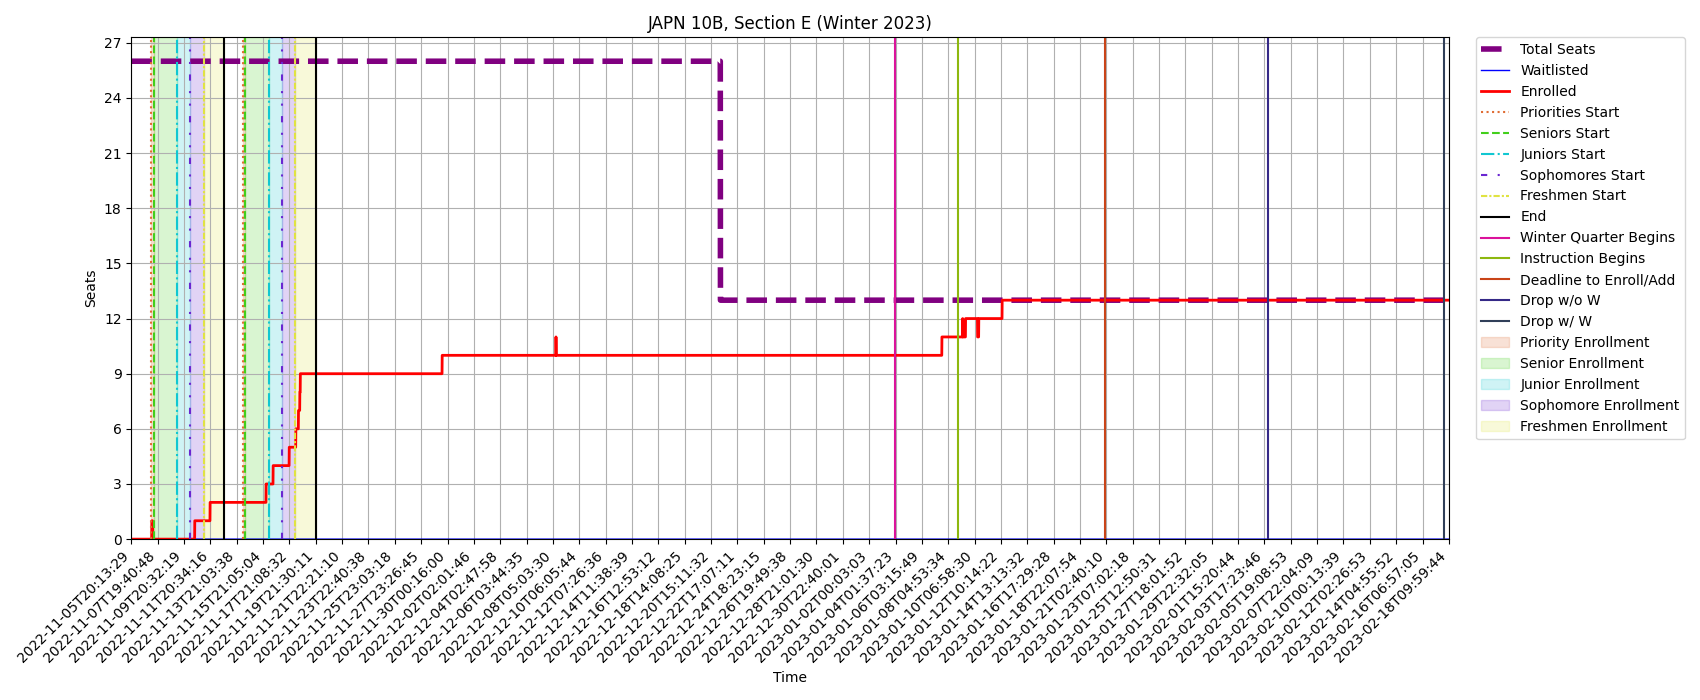 JAPN 10B, Section E (Winter 2023)
Seats
27
24
21
18
15
12
9
6
3
0
2022-11-05T20:13:29
2022-11-07T19:40:48
2022-11-09T20:32:19
2022-11-11T20:34:16
2022-11-13T21:03:38
2022-11-15T21:05:04
2022-11-17T21:08:32
2022-11-19T21:30:11
2022-11-21T22:21:10
2022-11-23T22:40:38
2022-11-25T23:03:18
2022-11-27T23:26:45
2022-11-30T00:16:00
2022-12-02T02:01:46
2022-12-04T02:47:58
2022-12-06T03:44:35
2022-12-08T05:03:30
2022-12-10T06:05:44
2022-12-12T07:26:36
2022-12-14T11:38:39
2022-12-16T12:53:12
2022-12-18T14:08:25
2022-12-20T15:11:32
2022-12-22T17:07:11
2022-12-24T18:23:15
2022-12-26T19:49:38
2022-12-28T21:01:30
2022-12-30T22:40:01
2023-01-02T00:03:03
2023-01-04T01:37:23
2023-01-06T03:15:49
2023-01-08T04:53:34
2023-01-10T06:58:30
2023-01-12T10:14:22
2023-01-14T14:13:32
2023-01-16T17:29:28
2023-01-18T22:07:54
2023-01-21T02:40:10
2023-01-23T07:02:18
2023-01-25T12:50:31
2023-01-27T18:01:52
2023-01-29T22:32:05
2023-02-01T15:20:44
2023-02-03T17:23:46
2023-02-05T19:08:53
2023-02-07T22:04:09
2023-02-10T00:13:39
2023-02-12T02:26:53
2023-02-14T04:55:52
2023-02-16T06:57:05
2023-02-18T09:59:44
Time
Total Seats
Waitlisted
Enrolled
Priorities Start
Seniors Start
Juniors Start
Sophomores Start
Freshmen Start
End
Winter Quarter Begins
Instruction Begins
Deadline to Enroll/Add
Drop w/o W
Drop w/ W
Priority Enrollment
Senior Enrollment
Junior Enrollment
Sophomore Enrollment
Freshmen Enrollment